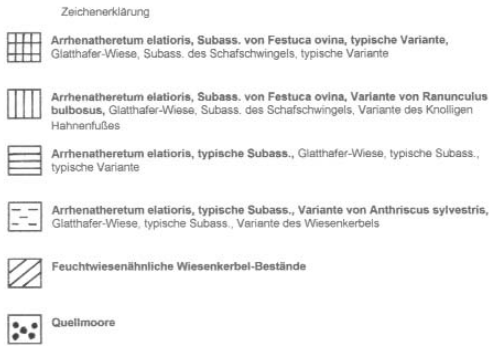 Zeichenerklärung
Arrhenatheretum elatioris, Subass. von Festuca ovina, typische Variante,
Glatthafer-Wiese, Subass. des Schafschwingels, typische Variante
Arrhenatheretum elatioris, Subass. von Festuca ovina, Variante von Ranunculus
bulbosus, Glatthafer-Wiese, Subass. des Schafschwingels, Variante des Knolligen
Hahnenfußes
Arrhenatheretum elatioris, typische Subass., Glatthafer-Wiese, typische Subass.,
typische Variante
Arrhenatheretum elatioris, typische Subass., Variante von Anthriscus sylvestris,
Glatthafer-Wiese, typische Subass., Variante des Wiesenkerbels
Feuchtwiesenähnliche Wiesenkerbel-Bestände
Quellmoore